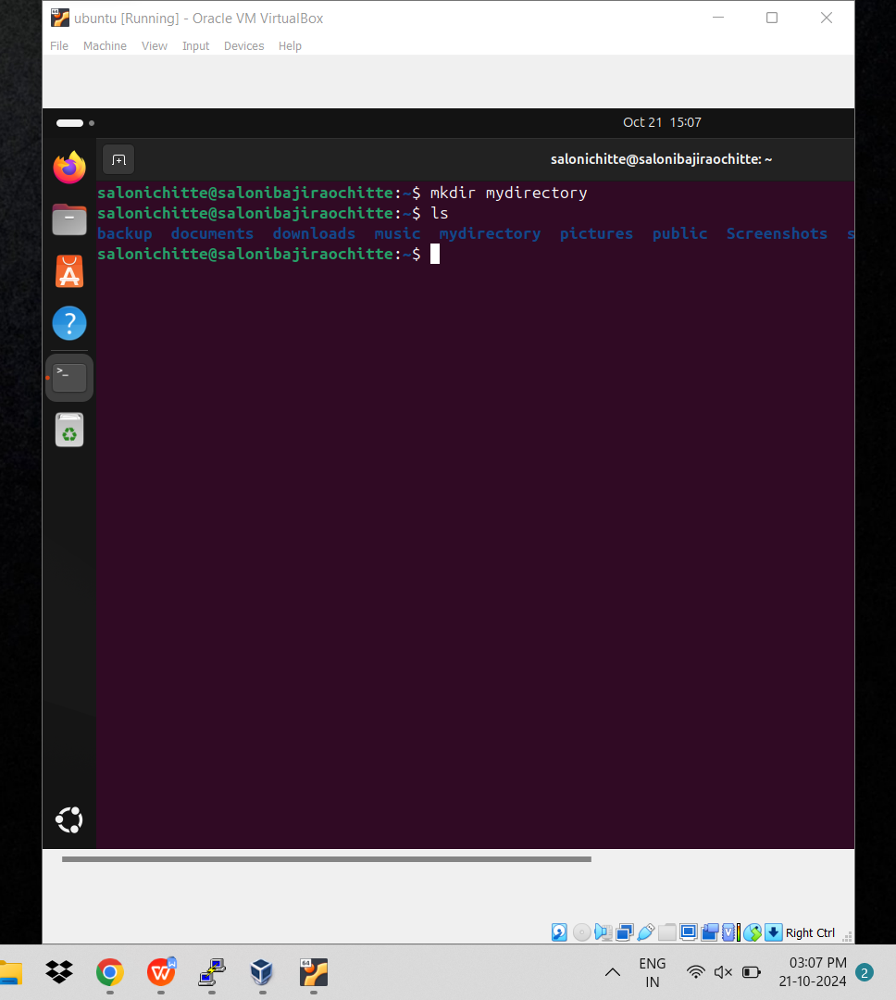 ubuntu [Running] - Oracle VM VirtualBox
File Machine View Input Devices Help
Oct 21 15:07
salonichitte@salonibajiraochitte: ~
salonichitte@salonibajiraochitte:~$ mkdir mydirectory
salonichitte@salonibajiraochitte:~$ ls
backup documents downloads music mydirectory pictures public Screenshots s
salonichitte@salonibajiraochitte:~$
Right Ctrl
ENG
IN
03:07 PM
21-10-2024
2